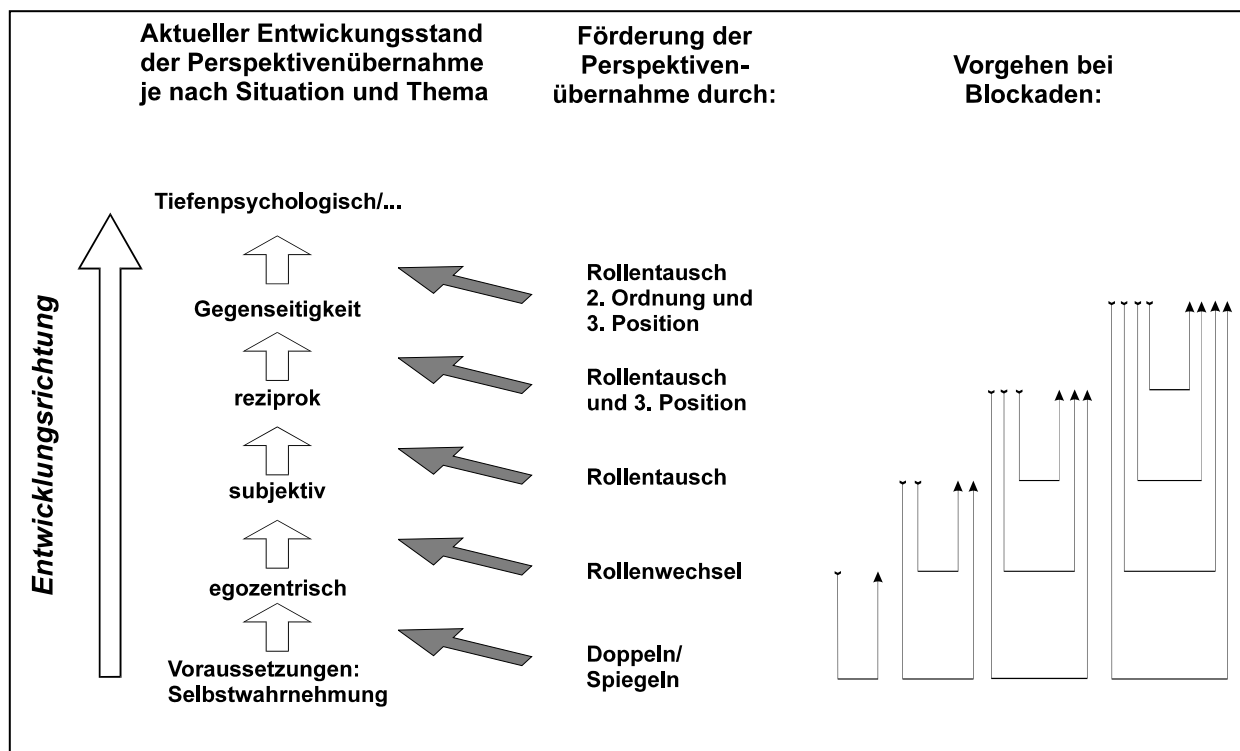 Aktueller Entwickungsstand
der Perspektivenübernahme
je nach Situation und Thema
Förderung der
Perspektiven-
übernahme durch:
Vorgehen bei
Blockaden:
Entwicklungsrichtung
Tiefenpsychologisch/...
Gegenseitigkeit
reziprok
subjektiv
egozentrisch
Voraussetzungen:
Selbstwahrnehmung
Rollentausch
2. Ordnung und
3. Position
Rollentausch
und 3. Position
Rollentausch
Rollenwechsel
Doppeln/
Spiegeln